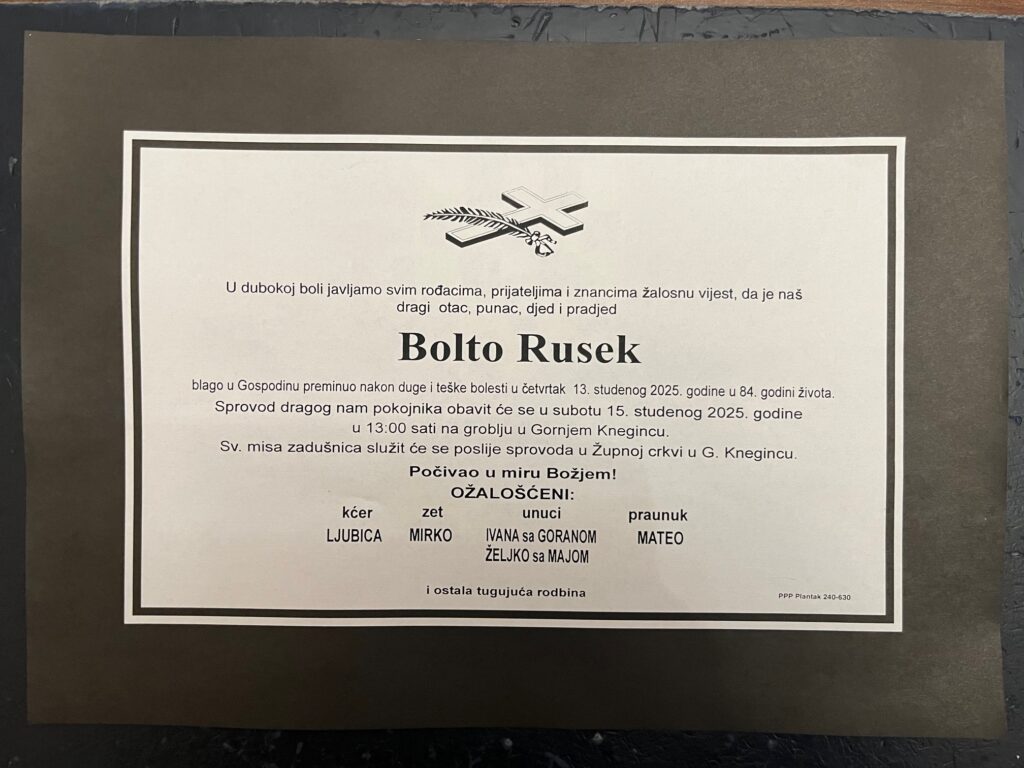 U dubokoj boli javljamo svim rođacima, prijateljima i znancima žalosnu vijest, da je naš
dragi otac, punac, djed i pradjed
Bolto Rusek
blago u Gospodinu preminuo nakon duge i teške bolesti u četvrtak 13. studenog 2025. godine u 84. godini života.
Sprovod dragog nam pokojnika obavit će se u subotu 15. studenog 2025. godine
u 13:00 sati na groblju u Gornjem Knegincu.
Sv. misa zadušnica služit će se poslije sprovoda u Župnoj crkvi u G. Knegincu.
Počivao u miru Božjem!
OŽALOŠĆENI:
kćer zet unuci praunuk
LJUBICA MIRKO IVANA sa GORANOM MATEO
ŽELJKO sa MAJOM
i ostala tugujuća rodbina
PPP Plantak 240-630